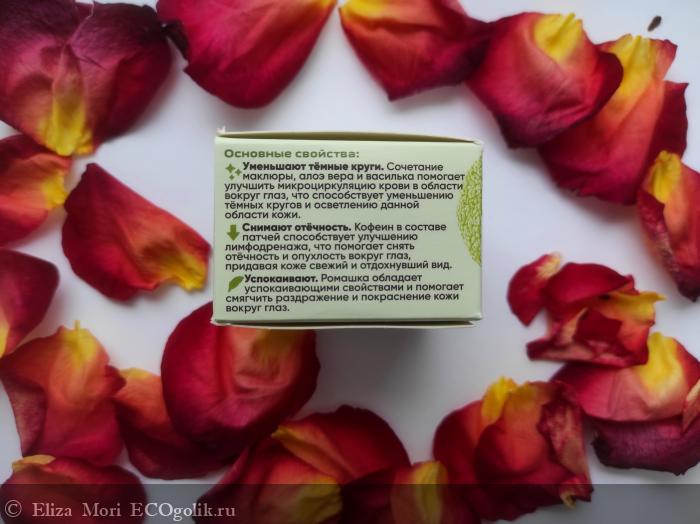 Основные свойства:
Уменьшают тёмные круги. Сочетание
маклюры, алоэ вера и василька помогает
улучшить микроциркуляцию крови в области
вокруг глаз, что способствует уменьшению
тёмных кругов и осветлению данной
области кожи.
Снимают отёчность. Кофеин в составе
патчей способствует улучшению
лимфодренажа, что помогает снять
отёчность и опухлость вокруг глаз,
придавая коже свежий и отдохнувший вид.
Успокаивают. Ромашка обладает
успокаивающими свойствами и помогает
смягчить раздражение и покраснение кожи
вокруг глаз.
© Eliza Mori ECOgolik.ru